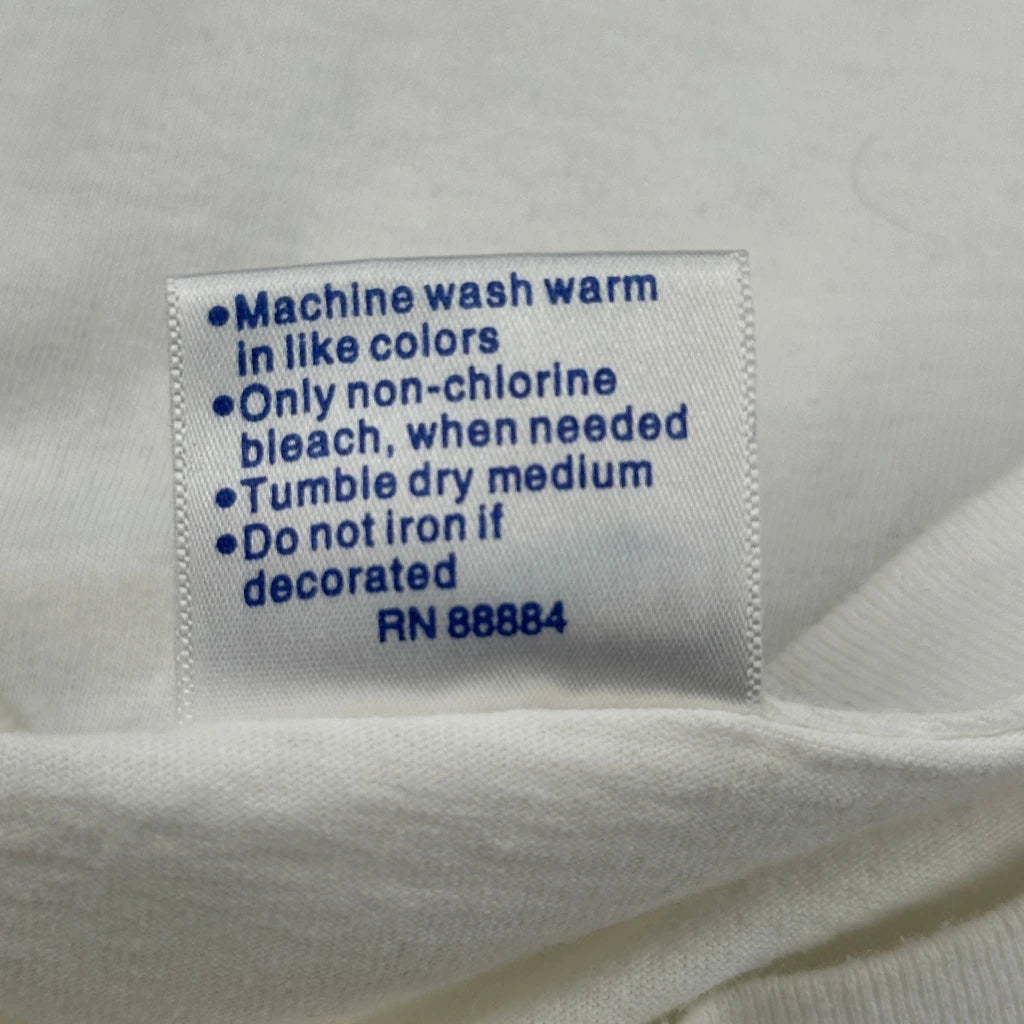 •Machine wash warm
in like colors
•Only non-chlorine
bleach, when needed
•Tumble dry medium
•Do not iron if
decorated
RN 88884